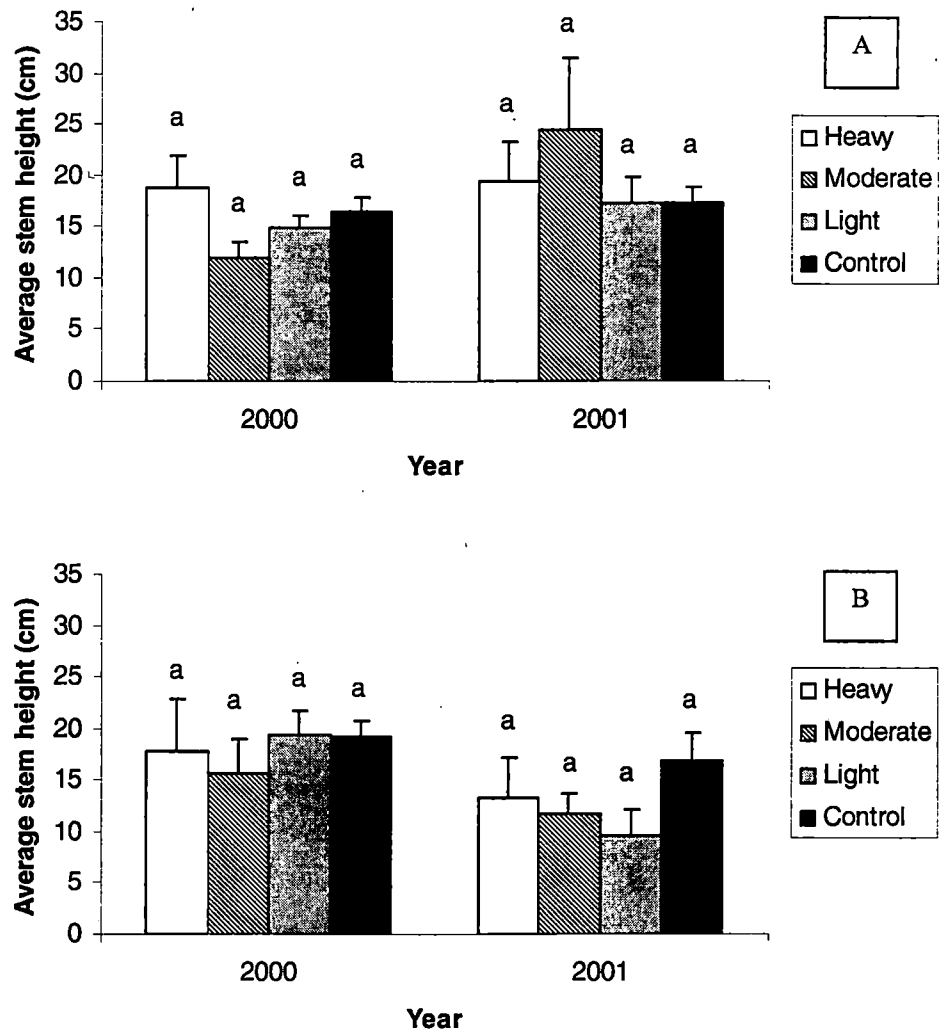 35
30
25
20
15
10
5
0
Average stem height (cm)
a
a
a
a
a
a
a
a
2000
2001
Year
A
Heavy
Moderate
Light
Control
35
30
25
20
15
10
5
0
Average stem height (cm)
a
a
a
a
a
a
a
a
2000
2001
Year
B
Heavy
Moderate
Light
Control